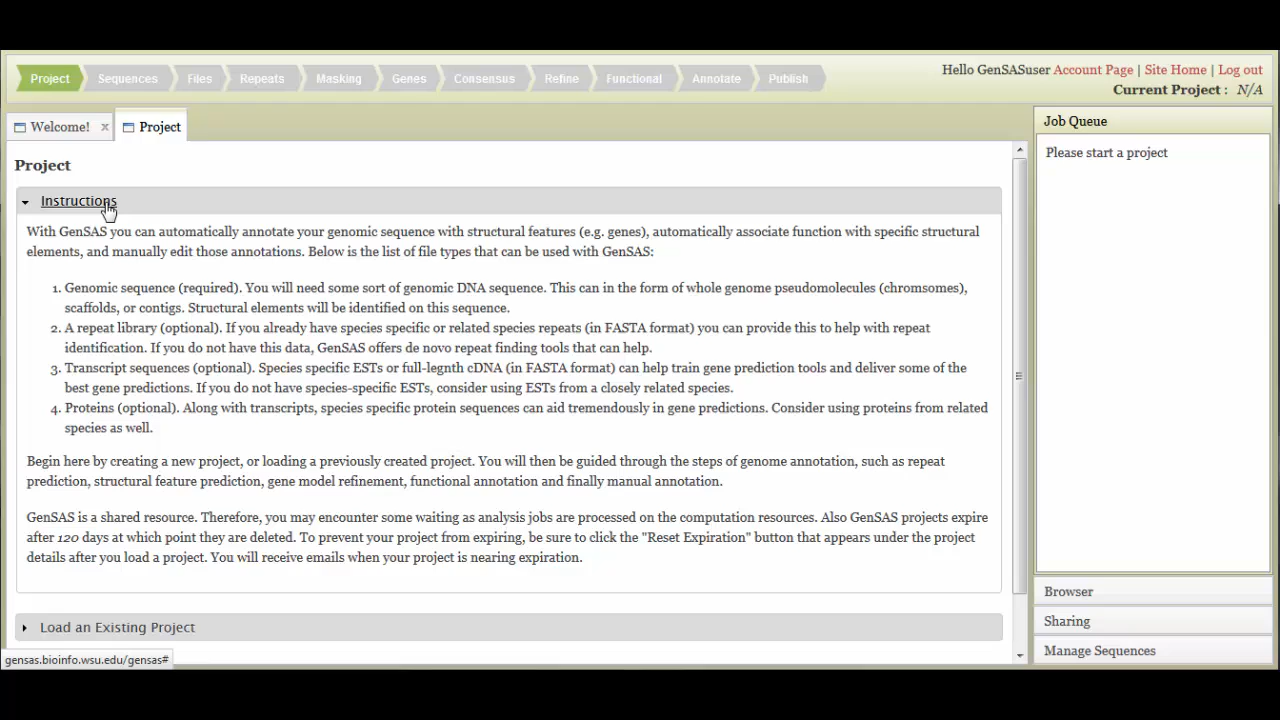 Project Sequences Files Repeats Masking Genes Consensus Refine Functional Annotate Publish
Hello GenSASuser Account Page | Site Home | Log out
Current Project : N/A
Welcome! x Project
Project
Instructions
With GenSAS you can automatically annotate your genomic sequence with structural features (e.g. genes), automatically associate function with specific structural
elements, and manually edit those annotations. Below is the list of file types that can be used with GenSAS:
1. Genomic sequence (required). You will need some sort of genomic DNA sequence. This can in the form of whole genome pseudomolecules (chromsomes),
scaffolds, or contigs. Structural elements will be identified on this sequence.
2. A repeat library (optional). If you already have species specific or related species repeats (in FASTA format) you can provide this to help with repeat
identification. If you do not have this data, GenSAS offers de novo repeat finding tools that can help.
3. Transcript sequences (optional). Species specific ESTs or full-legnth cDNA (in FASTA format) can help train gene prediction tools and deliver some of the
best gene predictions. If you do not have species-specific ESTs, consider using ESTs from a closely related species.
4. Proteins (optional). Along with transcripts, species specific protein sequences can aid tremendously in gene predictions. Consider using proteins from related
species as well.
Begin here by creating a new project, or loading a previously created project. You will then be guided through the steps of genome annotation, such as repeat
prediction, structural feature prediction, gene model refinement, functional annotation and finally manual annotation.
GenSAS is a shared resource. Therefore, you may encounter some waiting as analysis jobs are processed on the computation resources. Also GenSAS projects expire
after 120 days at which point they are deleted. To prevent your project from expiring, be sure to click the "Reset Expiration" button that appears under the project
details after you load a project. You will receive emails when your project is nearing expiration.
Load an Existing Project
gensas.bioinfo.wsu.edu/gensas#
Job Queue
Please start a project
Browser
Sharing
Manage Sequences